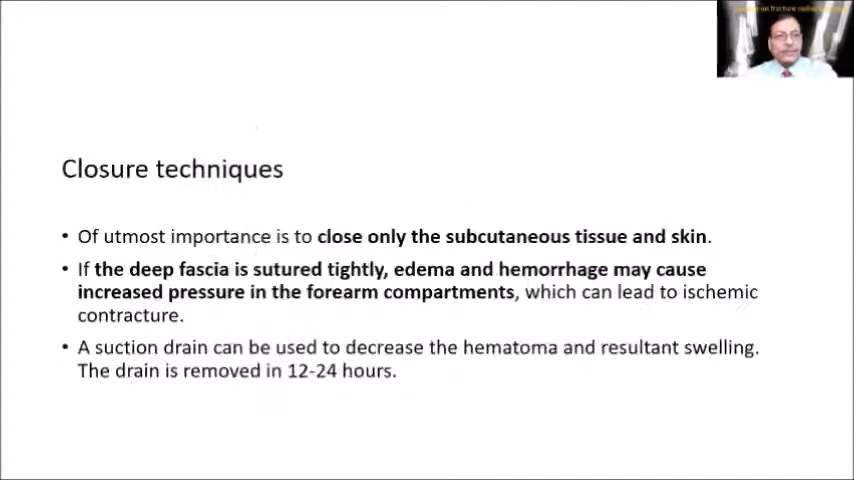 Closure techniques
• Of utmost importance is to close only the subcutaneous tissue and skin.
• If the deep fascia is sutured tightly, edema and hemorrhage may cause
increased pressure in the forearm compartments, which can lead to ischemic
contracture.
• A suction drain can be used to decrease the hematoma and resultant swelling.
The drain is removed in 12-24 hours.